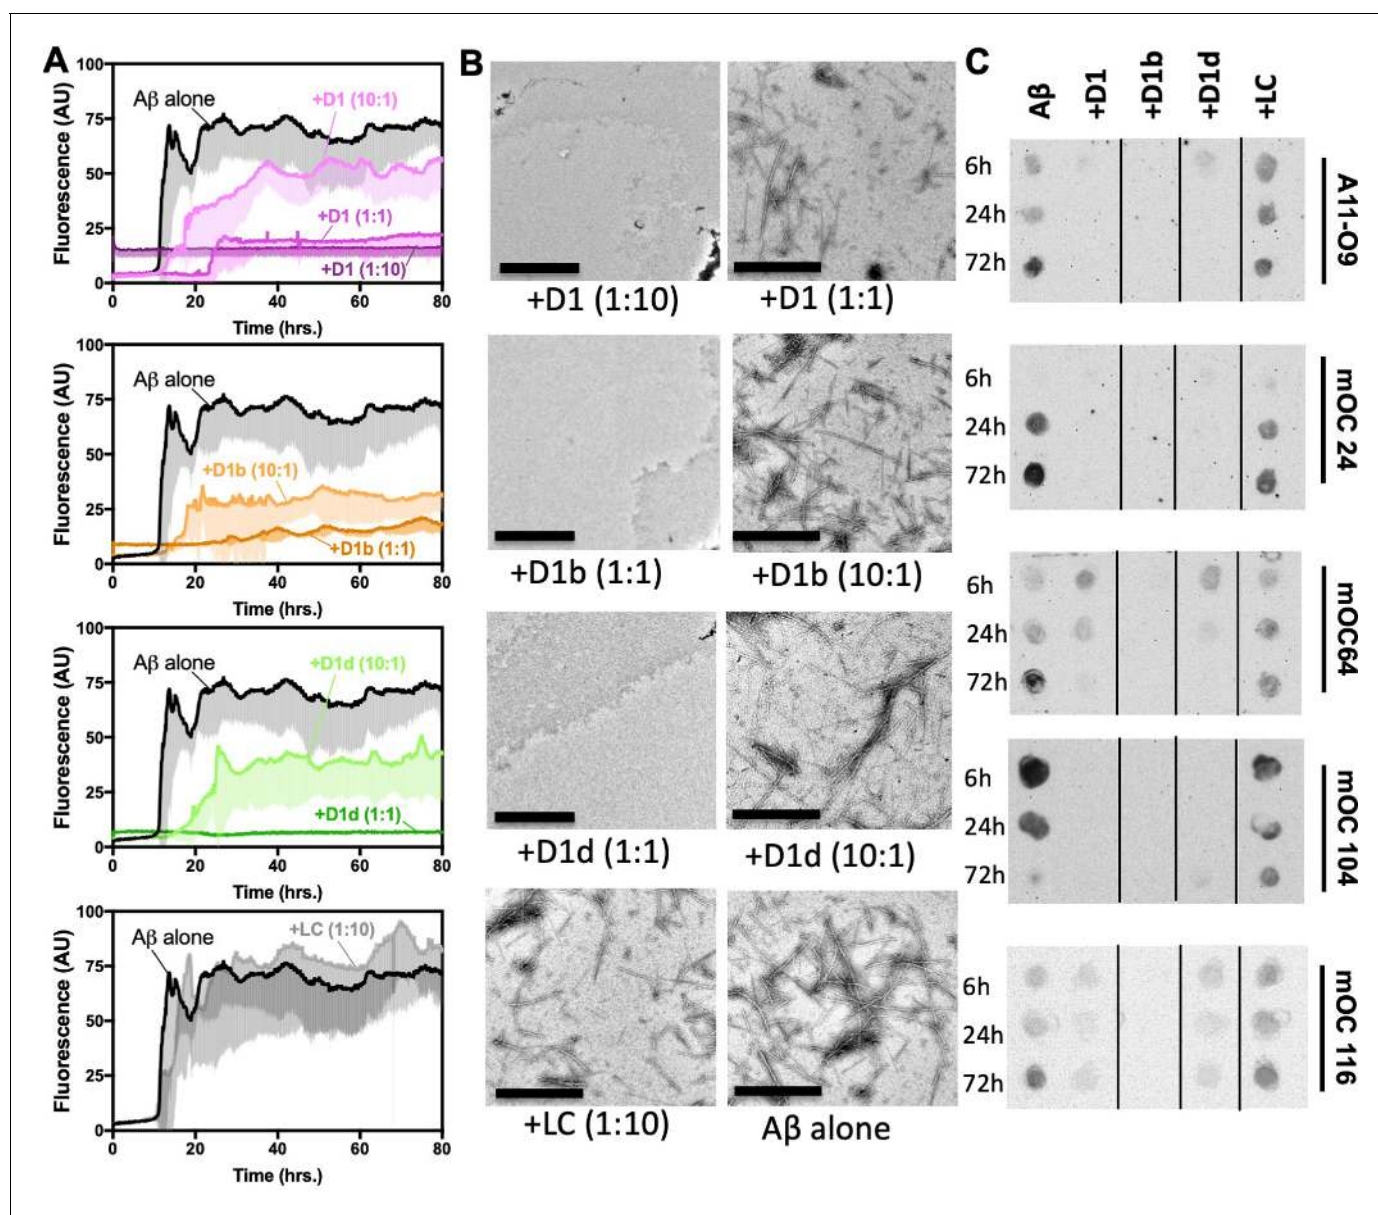 A
Fluorescence (AU)
100
75
50
25
0
Aβ alone
+D1 (10:1)
+D1 (1:1)
+D1 (1:10)
0 20 40 60 80
Time (hrs.)
Fluorescence (AU)
100
75
50
25
0
Aβ alone
+D1b (10:1)
+D1b (1:1)
0 20 40 60 80
Time (hrs.)
Fluorescence (AU)
100
75
50
25
0
Aβ alone
+D1d (10:1)
+D1d (1:1)
0 20 40 60 80
Time (hrs.)
Fluorescence (AU)
100
75
50
25
0
Aβ alone
+LC (1:10)
0 20 40 60 80
Time (hrs.)
B
+D1 (1:10) +D1 (1:1)
+D1b (1:1) +D1b (10:1)
+D1d (1:1) +D1d (10:1)
+LC (1:10) Aβ alone
C
Aβ +D1 +D1b +D1d +LC
6h
24h
72h
A11-O9
6h
24h
72h
mOC 24
6h
24h
72h
mOC64
6h
24h
72h
mOC 104
6h
24h
72h
mOC 116